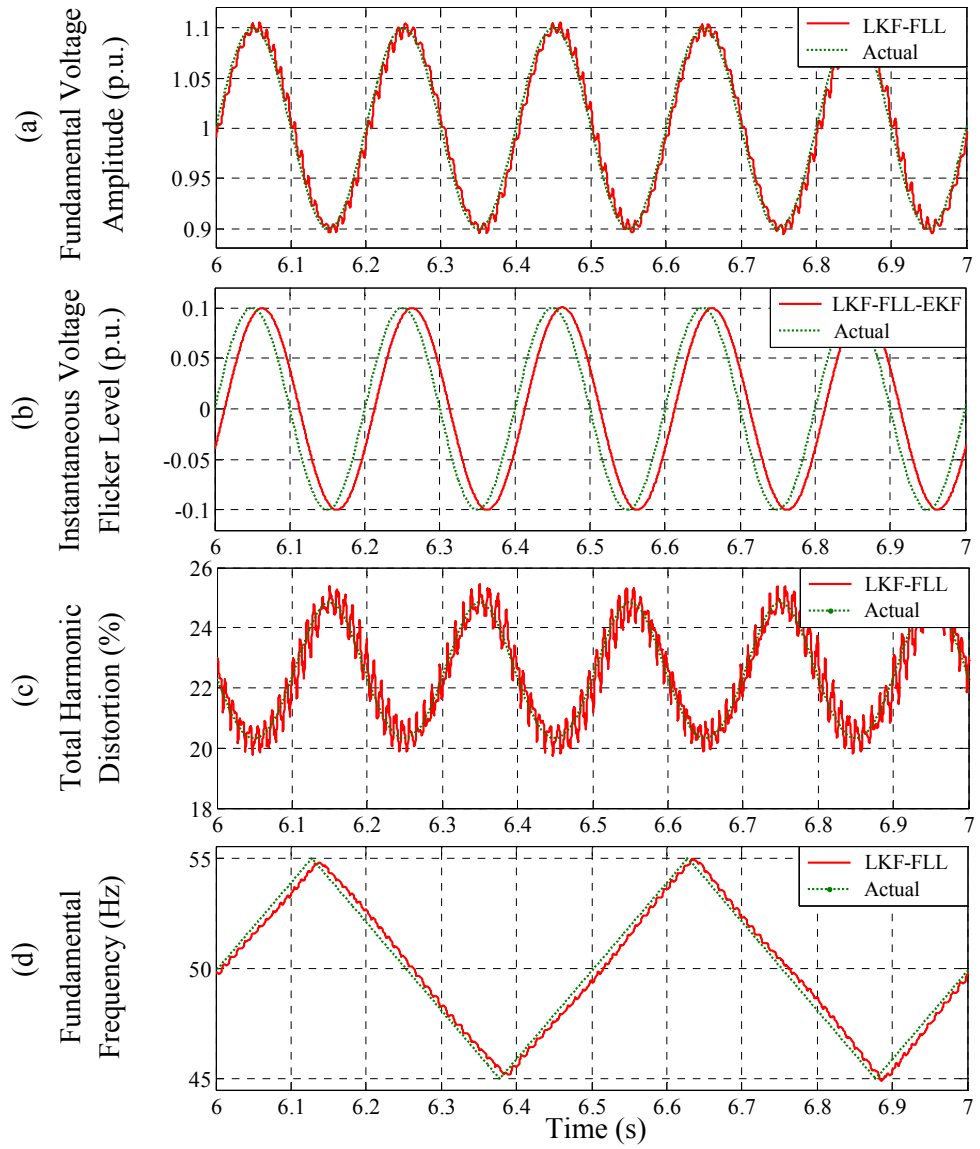 (a)
Fundamental Voltage
Amplitude (p.u.)
1.1
1.05
1
0.95
0.9
LKF-FLL
Actual
6 6.1 6.2 6.3 6.4 6.5 6.6 6.7 6.8 6.9 7
(b)
Instantaneous Voltage
Flicker Level (p.u.)
0.1
0.05
0
-0.05
-0.1
LKF-FLL-EKF
Actual
6 6.1 6.2 6.3 6.4 6.5 6.6 6.7 6.8 6.9 7
(c)
Total Harmonic
Distortion (%)
26
24
22
20
18
LKF-FLL
Actual
6 6.1 6.2 6.3 6.4 6.5 6.6 6.7 6.8 6.9 7
(d)
Fundamental
Frequency (Hz)
55
50
45
LKF-FLL
Actual
6 6.1 6.2 6.3 6.4 6.5 6.6 6.7 6.8 6.9 7
Time (s)